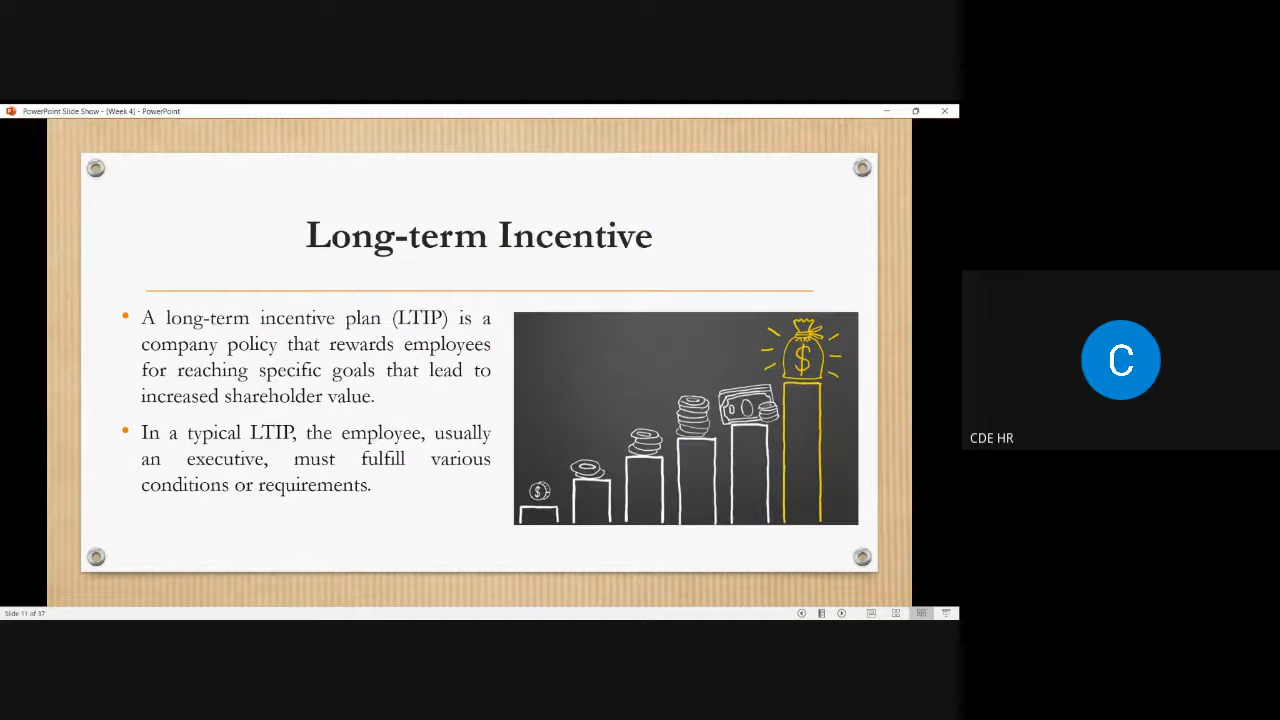 PowerPoint Slide Show - [Week 4] - PowerPoint
Long-term Incentive
• A long-term incentive plan (LTIP) is a
company policy that rewards employees
for reaching specific goals that lead to
increased shareholder value.
• In a typical LTIP, the employee, usually
an executive, must fulfill various
conditions or requirements.
$
$
C
CDE HR
Slide 11 of 37